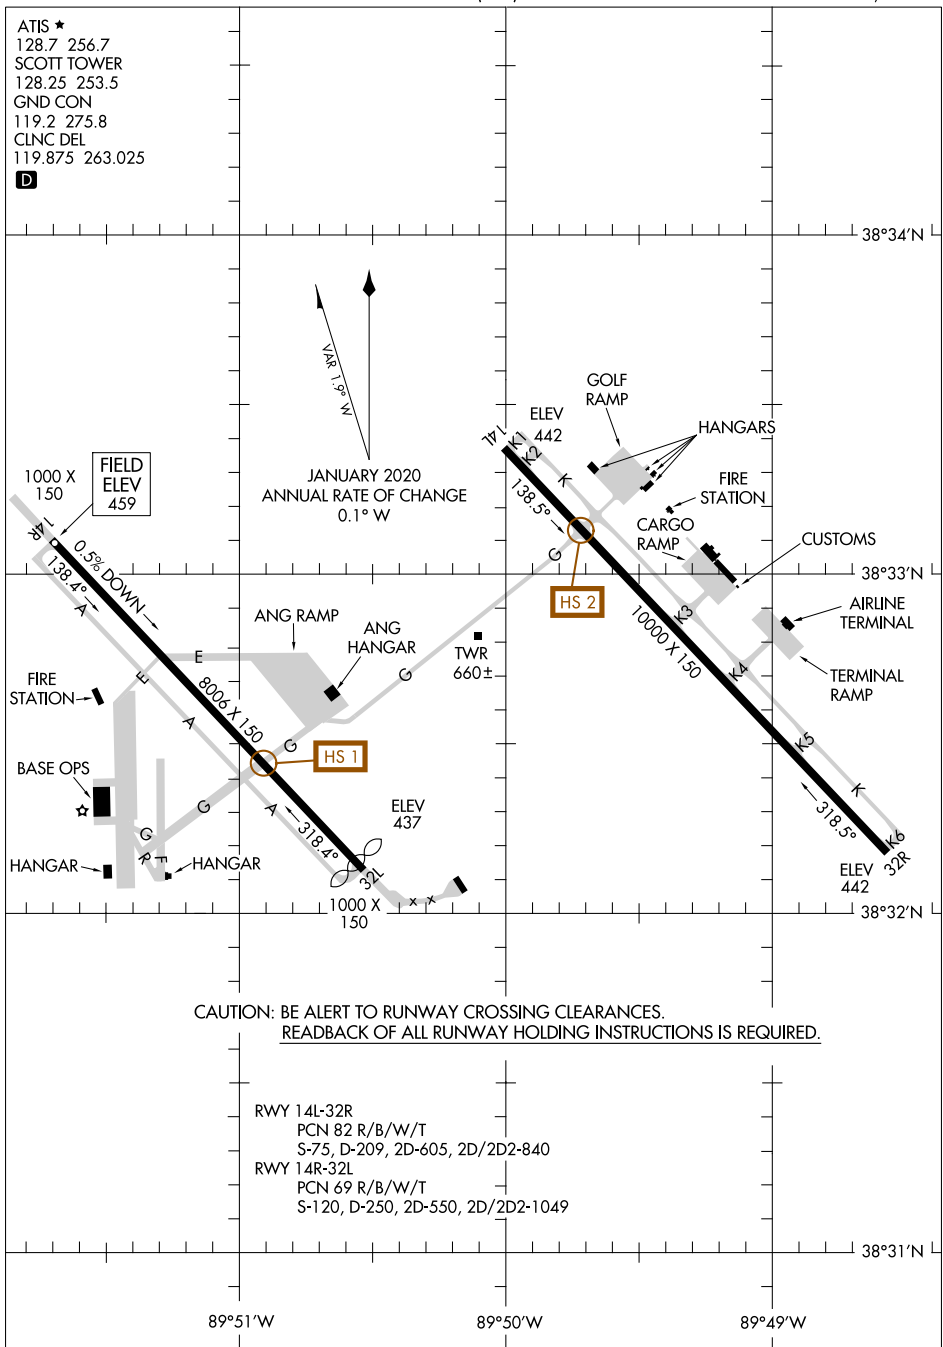 ATIS ★
128.7 256.7
SCOTT TOWER
128.25 253.5
GND CON
119.2 275.8
CLNC DEL
119.875 263.025
D
38°34'N
VAR 1.9° W
JANUARY 2020
ANNUAL RATE OF CHANGE
0.1° W
GOLF
RAMP
ELEV
442
HANGARS
14L
K1
K2
K
138.5°
FIRE
STATION
CARGO
RAMP
CUSTOMS
1000 X
150
FIELD
ELEV
459
14R
0.5% DOWN
138.4°
A
G
38°33'N
HS 2
10000 X 150
K3
AIRLINE
TERMINAL
ANG RAMP
ANG
HANGAR
TWR
660±
K4
TERMINAL
RAMP
E
E
G
FIRE
STATION
8006 X 150
A
G
HS 1
K5
BASE OPS
G
A
ELEV
437
318.4°
K
318.5°
K6
32R
G
R
F
HANGAR
HANGAR
32L
ELEV
442
1000 X
150
x x
38°32'N
CAUTION: BE ALERT TO RUNWAY CROSSING CLEARANCES.
READBACK OF ALL RUNWAY HOLDING INSTRUCTIONS IS REQUIRED.
RWY 14L-32R
PCN 82 R/B/W/T
S-75, D-209, 2D-605, 2D/2D2-840
RWY 14R-32L
PCN 69 R/B/W/T
S-120, D-250, 2D-550, 2D/2D2-1049
38°31'N
89°51'W
89°50'W
89°49'W